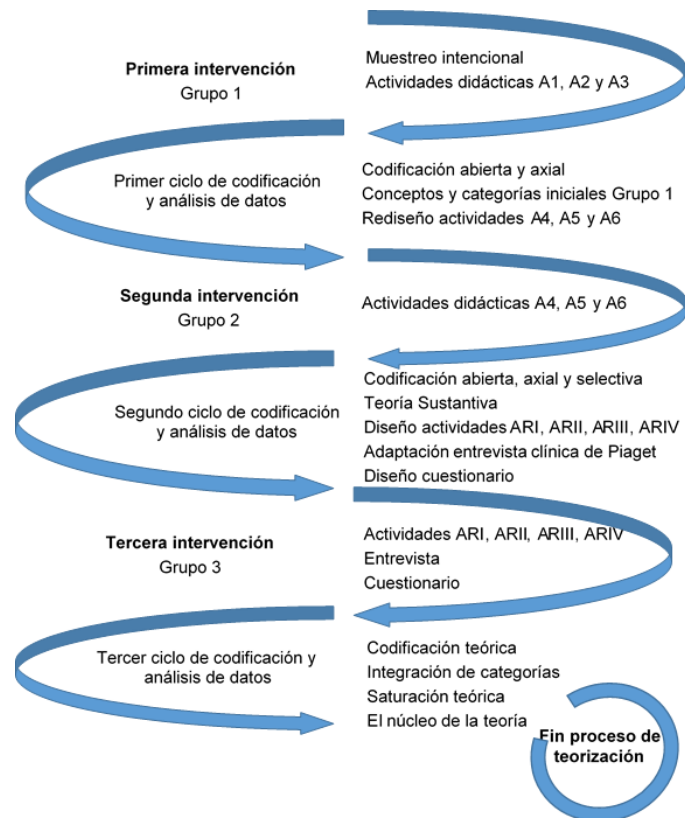 Primera intervención
Grupo 1
Muestreo intencional
Actividades didácticas A1, A2 y A3
Primer ciclo de codificación
y análisis de datos
Codificación abierta y axial
Conceptos y categorías iniciales Grupo 1
Rediseño actividades A4, A5 y A6
Segunda intervención
Grupo 2
Actividades didácticas A4, A5 y A6
Segundo ciclo de codificación
y análisis de datos
Codificación abierta, axial y selectiva
Teoría Sustantiva
Diseño actividades ARI, ARII, ARIII, ARIV
Adaptación entrevista clínica de Piaget
Diseño cuestionario
Tercera intervención
Grupo 3
Actividades ARI, ARII, ARIII, ARIV
Entrevista
Cuestionario
Tercer ciclo de codificación y
análisis de datos
Codificación teórica
Integración de categorías
Saturación teórica
El núcleo de la teoría
Fin proceso de
teorización